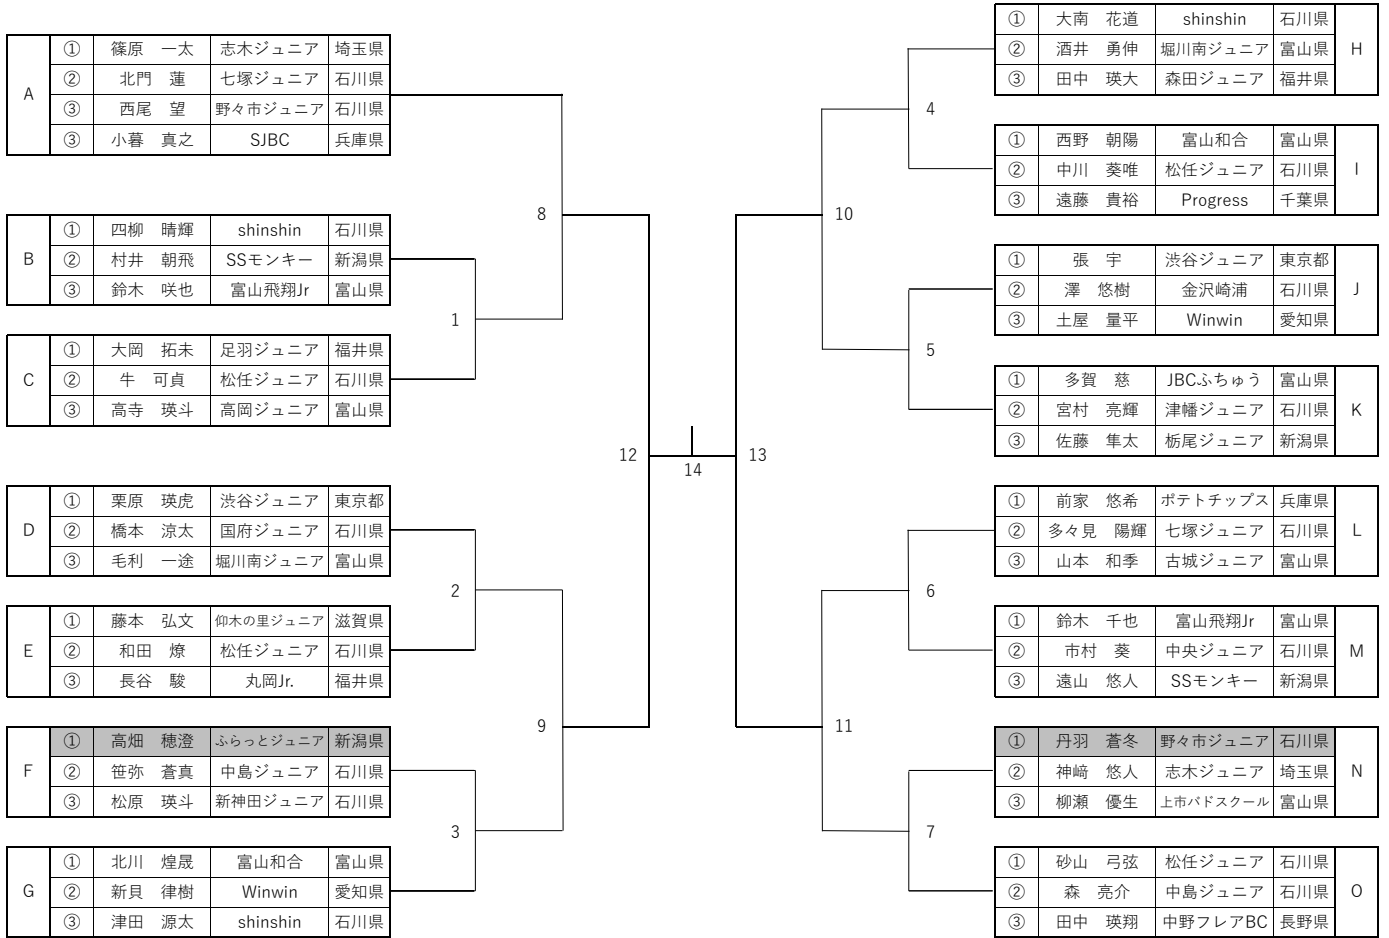 A
① 篠原　一太 志木ジュニア 埼玉県
② 北門　蓮 七塚ジュニア 石川県
③ 西尾　望 野々市ジュニア 石川県
③ 小暮　真之 SJBC 兵庫県
B
① 四柳　晴輝 shinshin 石川県
② 村井　朝飛 SSモンキー 新潟県
③ 鈴木　咲也 富山飛翔Jr 富山県
C
① 大岡　拓未 足羽ジュニア 福井県
② 牛　可貞 松任ジュニア 石川県
③ 高寺　瑛斗 高岡ジュニア 富山県
D
① 栗原　瑛虎 渋谷ジュニア 東京都
② 橋本　涼太 国府ジュニア 石川県
③ 毛利　一途 堀川南ジュニア 富山県
E
① 藤本　弘文 仰木の里ジュニア 滋賀県
② 和田　燎 松任ジュニア 石川県
③ 長谷　駿 丸岡Jr. 福井県
F
① 高畑　穂澄 ふらっとジュニア 新潟県
② 笹弥　蒼真 中島ジュニア 石川県
③ 松原　瑛斗 新神田ジュニア 石川県
G
① 北川　煌晟 富山和合 富山県
② 新貝　律樹 Winwin 愛知県
③ 津田　源太 shinshin 石川県
8
1
2
9
3
12
14
13
4
10
5
6
11
7
① 大南　花道 shinshin 石川県
② 酒井　勇伸 堀川南ジュニア 富山県
③ 田中　瑛大 森田ジュニア 福井県
H
① 西野　朝陽 富山和合 富山県
② 中川　葵唯 松任ジュニア 石川県
③ 遠藤　貴裕 Progress 千葉県
I
① 張　宇 渋谷ジュニア 東京都
② 澤　悠樹 金沢崎浦 石川県
③ 土屋　量平 Winwin 愛知県
J
① 多賀　慈 JBCふちゅう 富山県
② 宮村　亮輝 津幡ジュニア 石川県
③ 佐藤　隼太 栃尾ジュニア 新潟県
K
① 前家　悠希 ポテトチップス 兵庫県
② 多々見　陽輝 七塚ジュニア 石川県
③ 山本　和季 古城ジュニア 富山県
L
① 鈴木　千也 富山飛翔Jr 富山県
② 市村　葵 中央ジュニア 石川県
③ 遠山　悠人 SSモンキー 新潟県
M
① 丹羽　蒼冬 野々市ジュニア 石川県
② 神﨑　悠人 志木ジュニア 埼玉県
③ 柳瀬　優生 上市バドスクール 富山県
N
① 砂山　弓弦 松任ジュニア 石川県
② 森　亮介 中島ジュニア 石川県
③ 田中　瑛翔 中野フレアBC 長野県
O